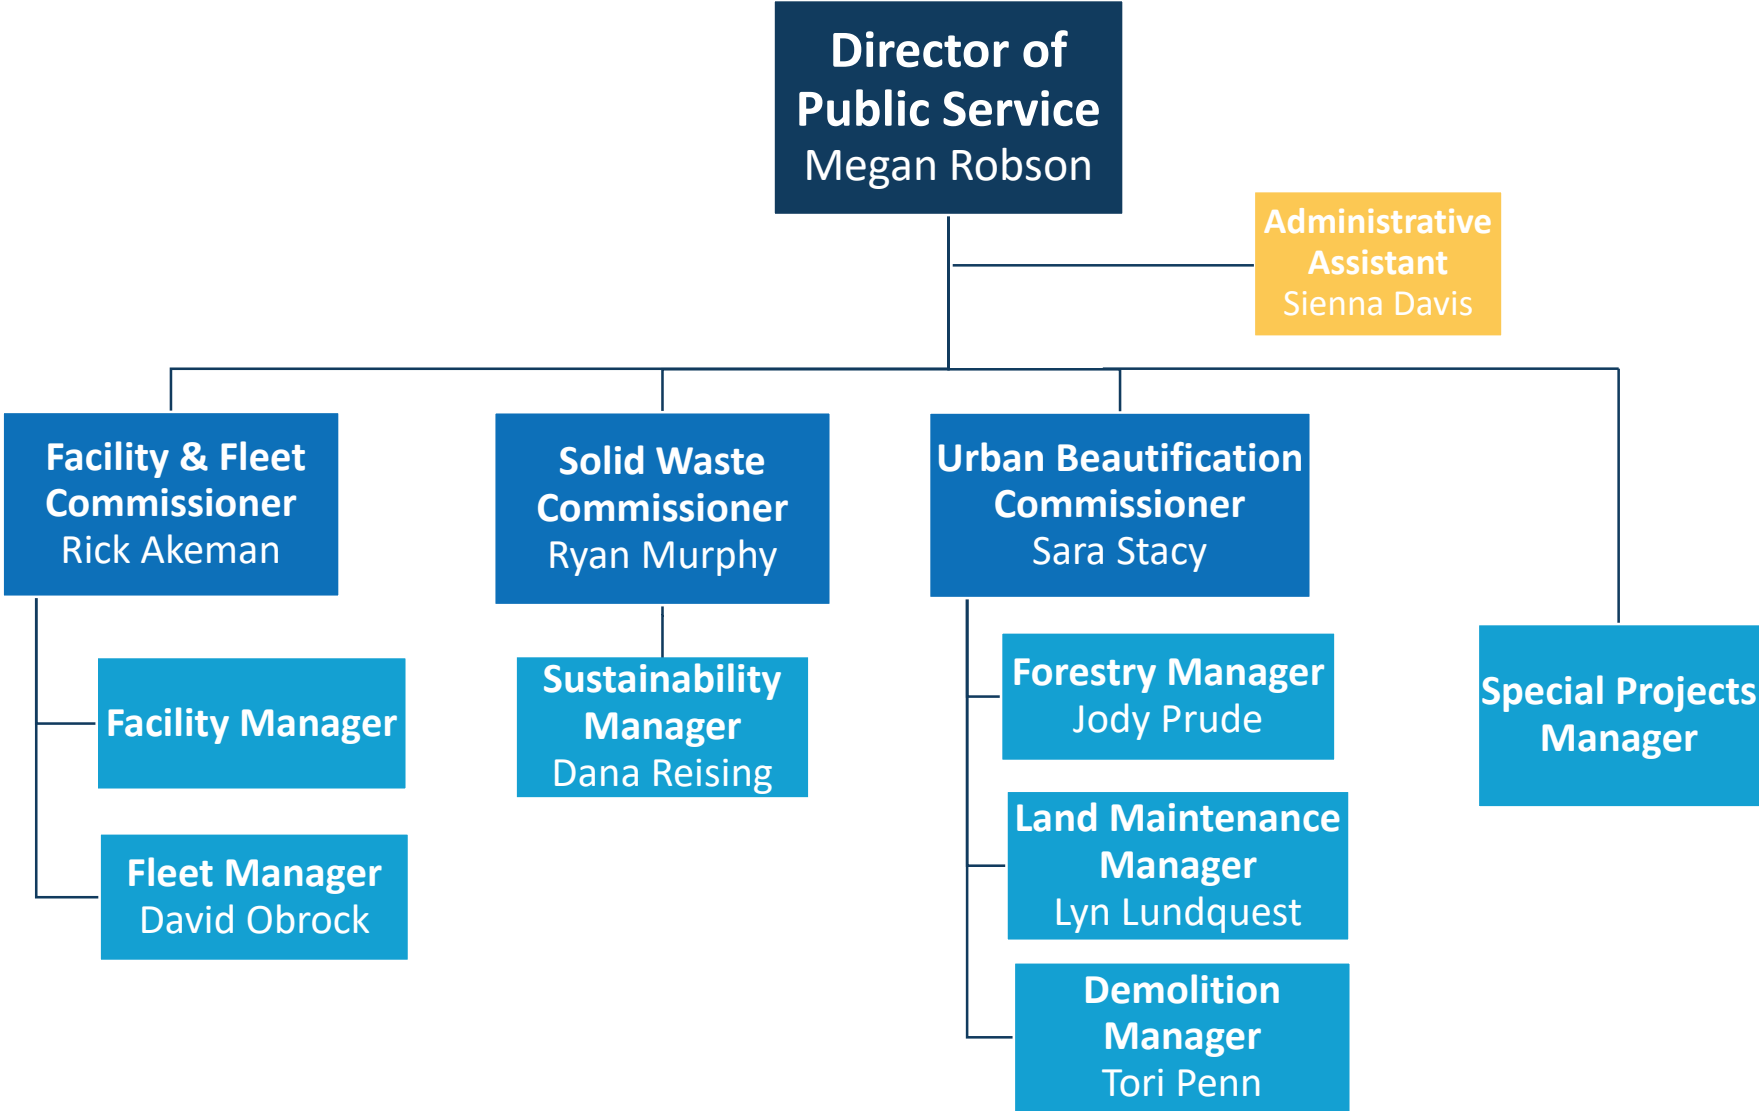 Director of
Public Service
Megan Robson
Administrative
Assistant
Sienna Davis
Facility & Fleet
Commissioner
Rick Akeman
Solid Waste
Commissioner
Ryan Murphy
Urban Beautification
Commissioner
Sara Stacy
Facility Manager
Fleet Manager
David Obrock
Sustainability
Manager
Dana Reising
Forestry Manager
Jody Prude
Land Maintenance
Manager
Lyn Lundquest
Demolition
Manager
Tori Penn
Special Projects
Manager